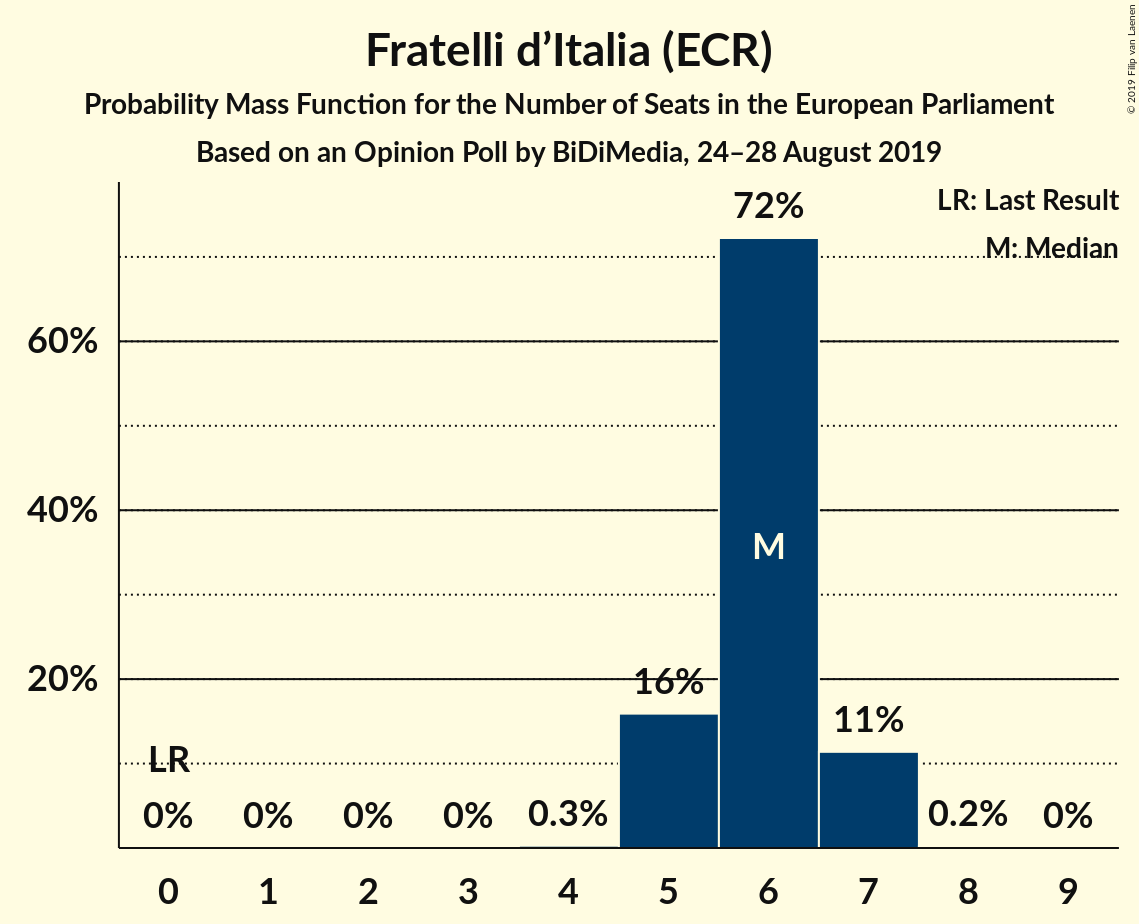 Fratelli d’Italia (ECR)
Probability Mass Function for the Number of Seats in the European Parliament
Based on an Opinion Poll by BiDiMedia, 24–28 August 2019
© 2019 Filip van Laenen
LR: Last Result
M: Median
72%
60%
40%
M
20%
16%
11%
LR
0%
0%
0%
0%
0.3%
0.2%
0%
0 1 2 3 4 5 6 7 8 9